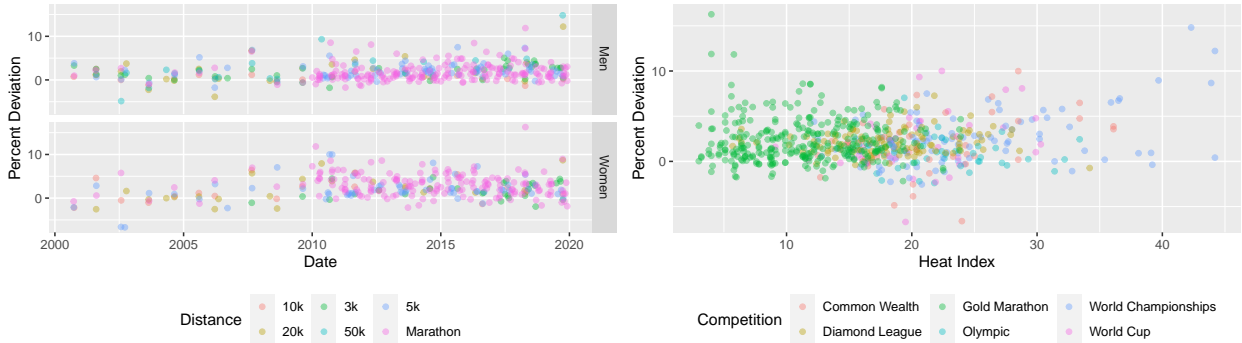 Percent Deviation
10
0
Men
Percent Deviation
10
0
Women
2000 2005 2010 2015 2020
Date
Distance
10k 3k 5k
20k 50k Marathon
Percent Deviation
10
0
10 20 30 40
Heat Index
Competition
Common Wealth Gold Marathon World Championships
Diamond League Olympic World Cup